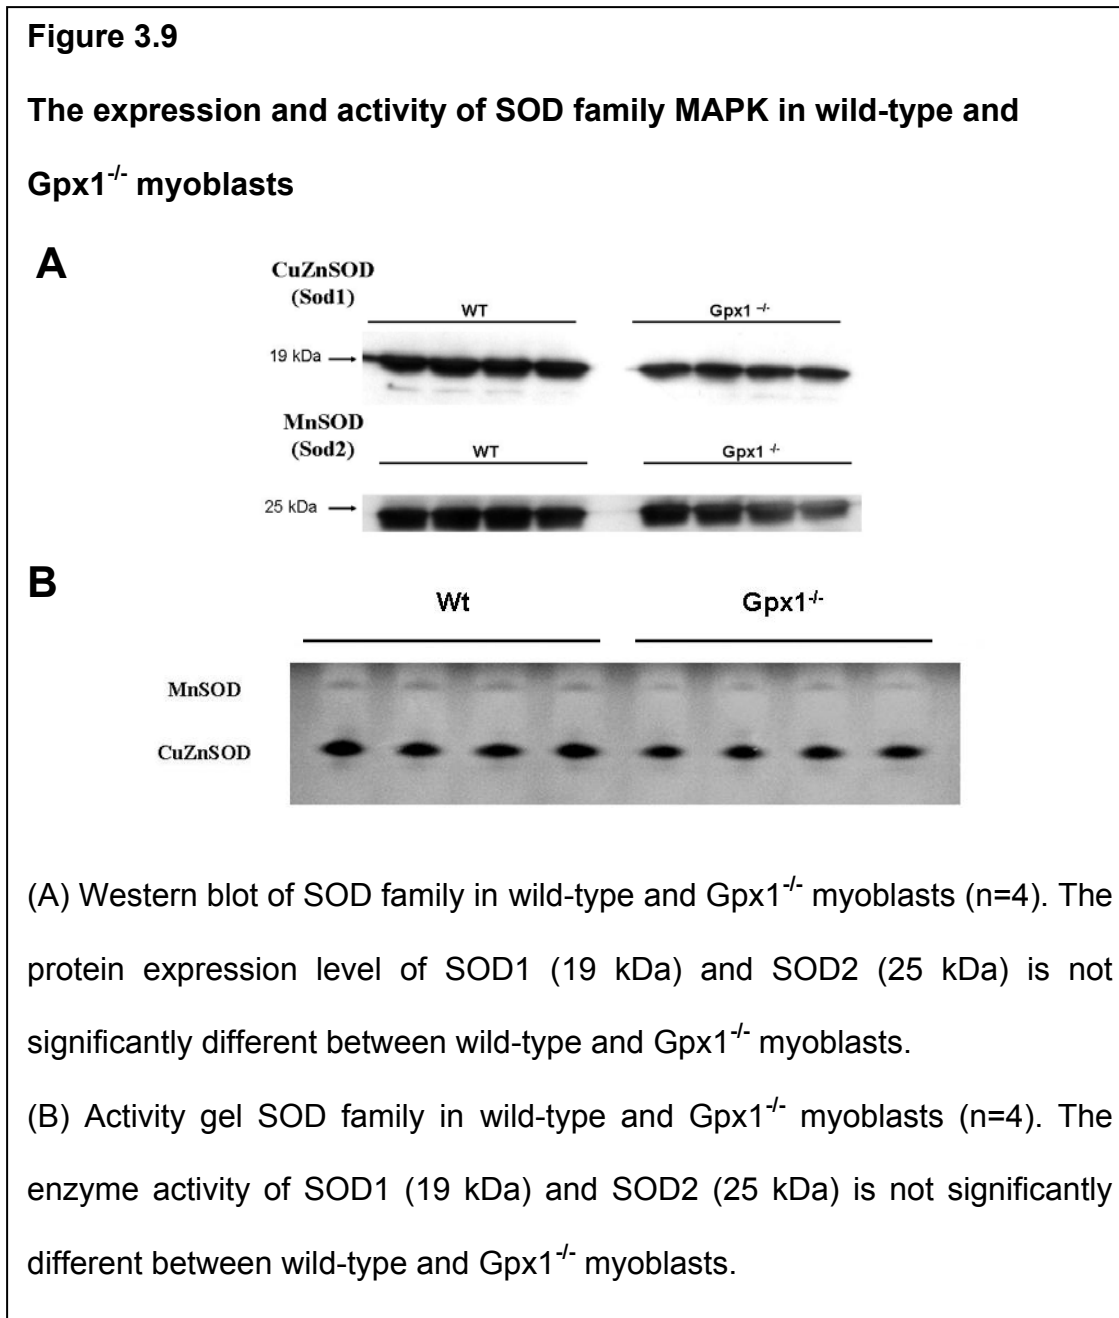 Figure 3.9
The expression and activity of SOD family MAPK in wild-type and
Gpx1-/- myoblasts
A
CuZnSOD
(Sod1)
WT
Gpx1 -/-
19 kDa
MnSOD
(Sod2)
WT
Gpx1 -/-
25 kDa
B
Wt
Gpx1-/-
MnSOD
CuZnSOD
(A) Western blot of SOD family in wild-type and Gpx1-/- myoblasts (n=4). The
protein expression level of SOD1 (19 kDa) and SOD2 (25 kDa) is not
significantly different between wild-type and Gpx1-/- myoblasts.
(B) Activity gel SOD family in wild-type and Gpx1-/- myoblasts (n=4). The
enzyme activity of SOD1 (19 kDa) and SOD2 (25 kDa) is not significantly
different between wild-type and Gpx1-/- myoblasts.